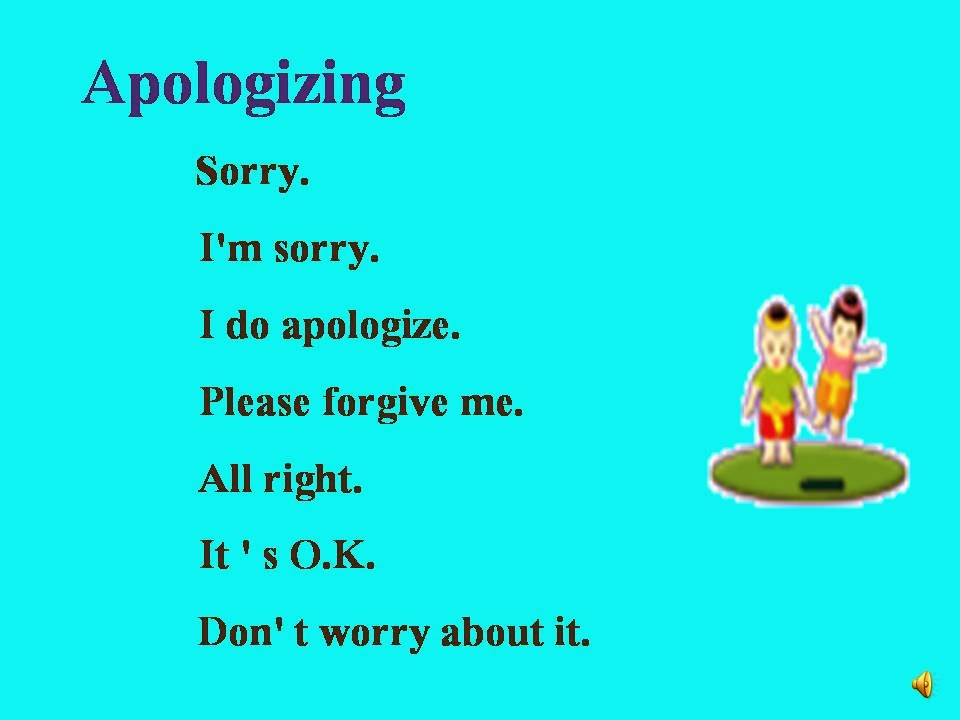 Apologizing
Sorry.
I'm sorry.
I do apologize.
Please forgive me.
All right.
It ' s O.K.
Don' t worry about it.